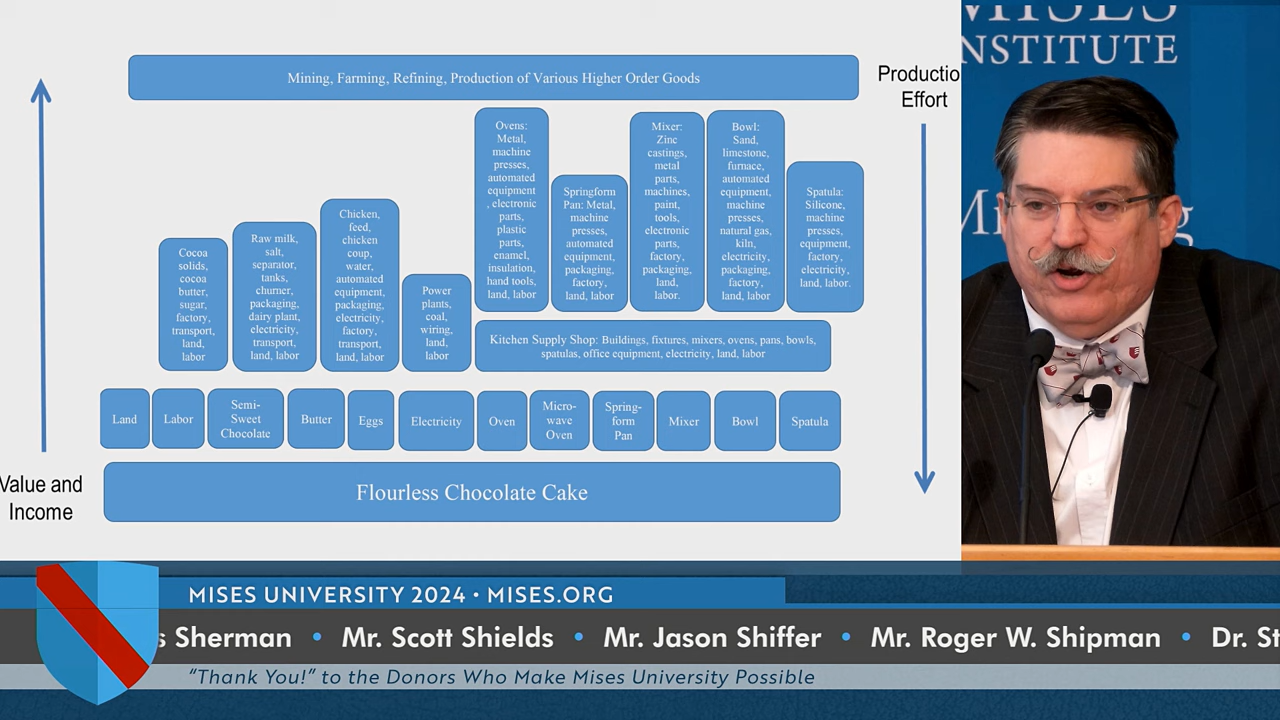 Mining, Farming, Refining, Production of Various Higher Order Goods
Productio
Effort
MISES
INSTITUTE
Ovens:
Metal,
machine
presses,
automated
equipment
, electronic
parts,
plastic
parts,
enamel,
insulation,
hand tools,
land, labor
Springform
Pan: Metal,
machine
presses,
automated
equipment,
packaging,
factory,
land, labor
Mixer:
Zinc
castings,
metal
parts,
machines,
paint,
tools,
electronic
parts,
factory,
packaging,
land,
labor.
Bowl:
Sand,
limestone,
furnace,
automated
equipment,
machine
presses,
natural gas,
kiln,
electricity,
packaging,
factory,
land, labor
Spatula:
Silicone,
machine
presses,
equipment,
factory,
electricity,
land, labor.
Cocoa
solids,
cocoa
butter,
sugar,
factory,
transport,
land,
labor
Raw milk,
salt,
separator,
tanks,
churner,
packaging,
dairy plant,
electricity,
transport,
land, labor
Chicken,
feed,
chicken
coup,
water,
automated
equipment,
packaging,
electricity,
factory,
transport,
land, labor
Power
plants,
coal,
wiring,
land,
labor
Kitchen Supply Shop: Buildings, fixtures, mixers, ovens, pans, bowls,
spatulas, office equipment, electricity, land, labor
Land
Labor
Semi-
Sweet
Chocolate
Butter
Eggs
Electricity
Oven
Micro-
wave
Oven
Spring-
form
Pan
Mixer
Bowl
Spatula
Value and
Income
Flourless Chocolate Cake
MISES UNIVERSITY 2024 • MISES.ORG
s Sherman • Mr. Scott Shields • Mr. Jason Shiffer • Mr. Roger W. Shipman • Dr. St
"Thank You!" to the Donors Who Make Mises University Possible